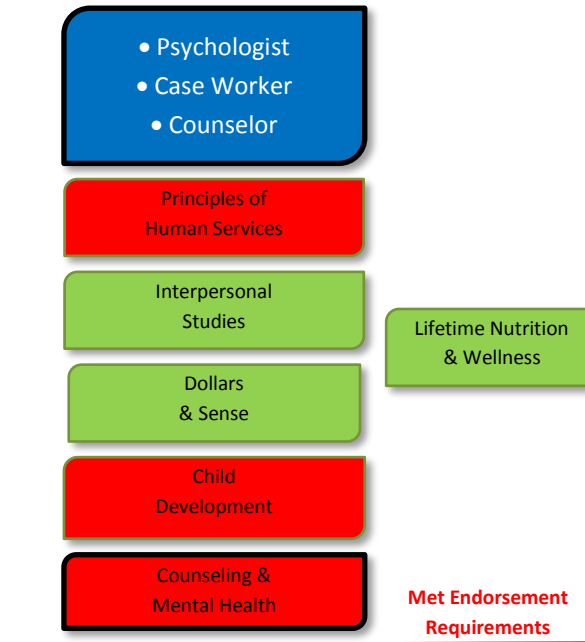 • Psychologist
• Case Worker
• Counselor
Principles of
Human Services
Interpersonal
Studies
Lifetime Nutrition
& Wellness
Dollars
& Sense
Child
Development
Counseling &
Mental Health
Met Endorsement
Requirements